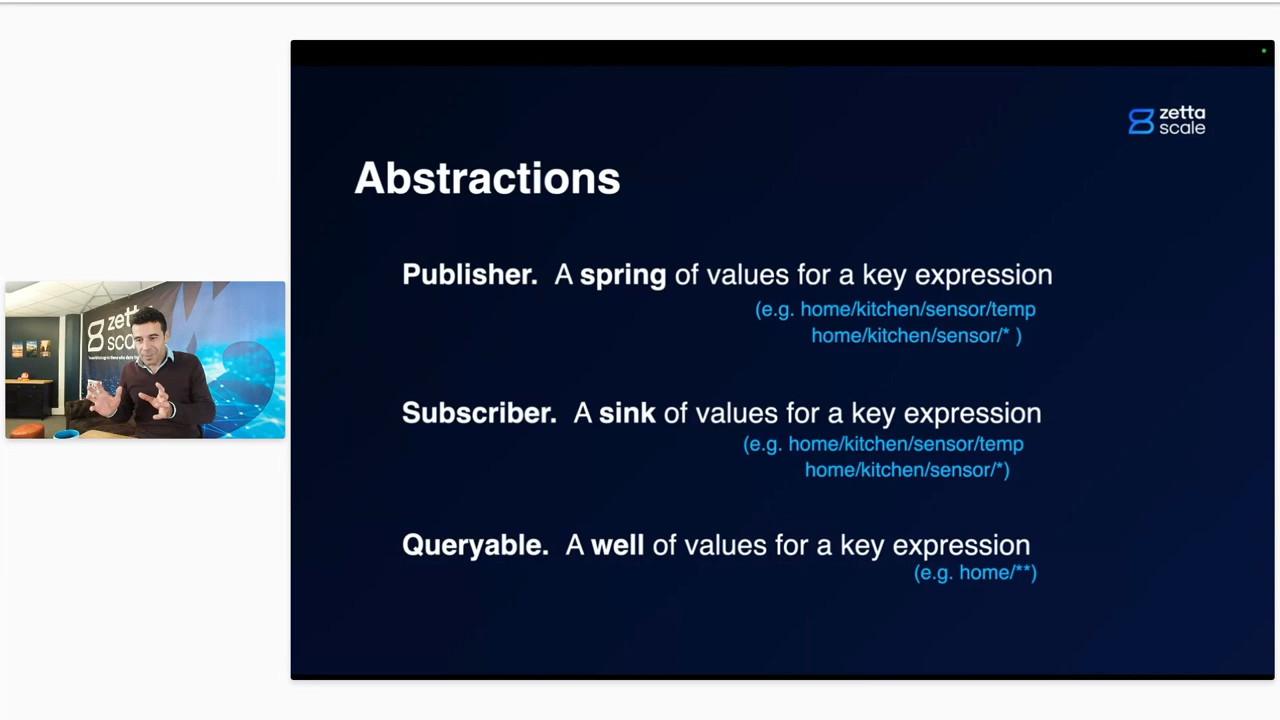 zetta
scale
Abstractions
Publisher. A spring of values for a key expression
(e.g. home/kitchen/sensor/temp
home/kitchen/sensor/* )
Subscriber. A sink of values for a key expression
(e.g. home/kitchen/sensor/temp
home/kitchen/sensor/*)
Queryable. A well of values for a key expression
(e.g. home/**)